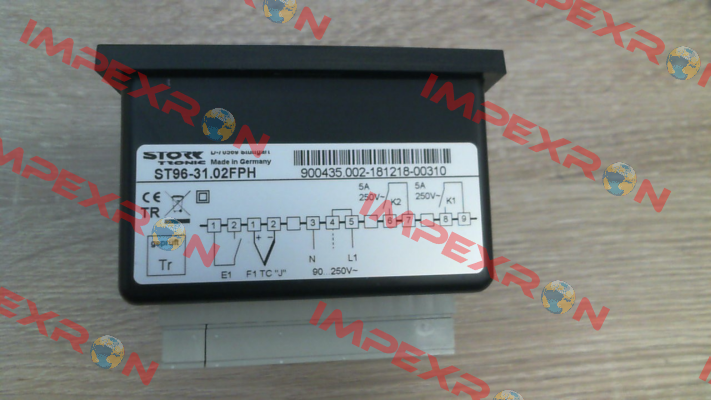 IMPEXRON
IMPEXRON
IMPEXRON
IMPEXRON
IMPEXRON
STORK
TRONIC
D-70569 Stuttgart
Made in Germany
ST96-31.02FPH
900435.002-181218-00310
CE
TR
geprüft
Tr
5A
250V~
K2
5A
250V~
K1
1 2 1 2 3 4 5 6 7 8 9
E1
+
F1 TC "J"
N
L1
90...250V~